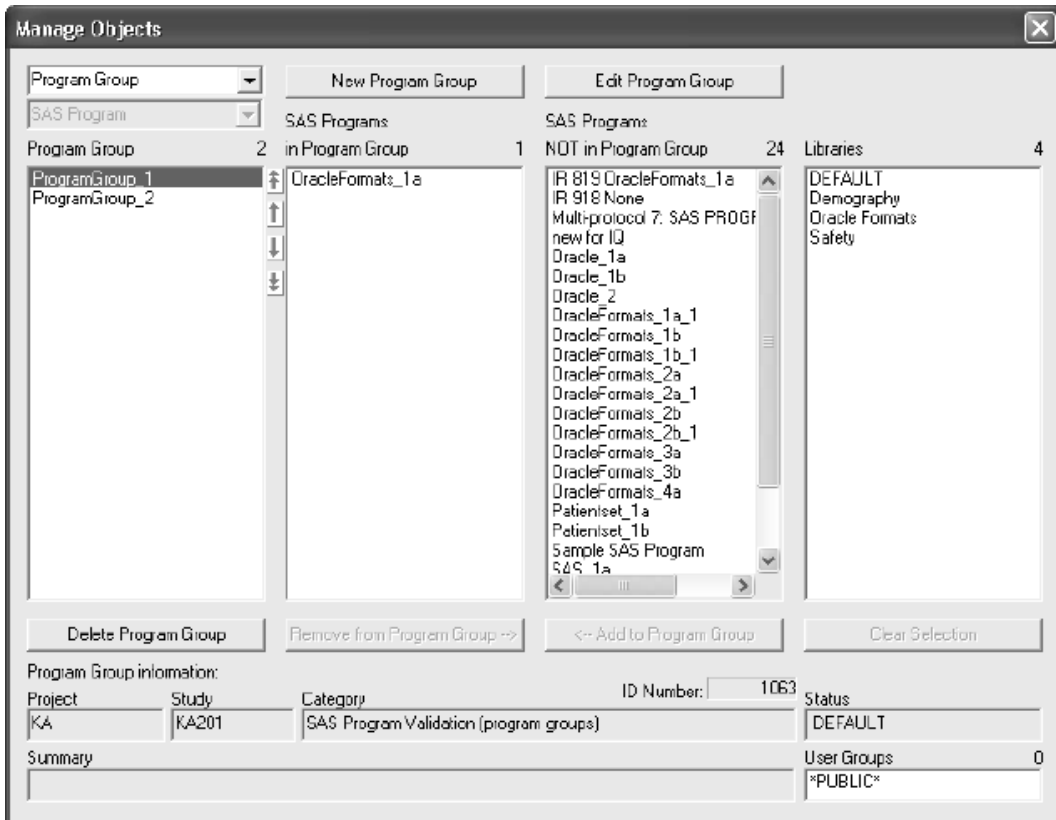 Manage Objects
Program Group
New Program Group
Edit Program Group
SAS Program
SAS Programs
SAS Programs
Program Group 2
in Program Group 1
NOT in Program Group 24
Libraries 4
ProgramGroup_1
ProgramGroup_2
OracleFormats_1a
IR 819 OracleFormats_1a
IR 918 None
Multi-protocol 7: SAS PROGF
new for IQ
Oracle_1a
Oracle_1b
Oracle_2
OracleFormats_1a_1
OracleFormats_1b
OracleFormats_1b_1
OracleFormats_2a
OracleFormats_2a_1
OracleFormats_2b
OracleFormats_2b_1
OracleFormats_3a
OracleFormats_3b
OracleFormats_4a
Patientset_1a
Patientset_1b
Sample SAS Program
SAS_1a
DEFAULT
Demography
Oracle Formats
Safety
Delete Program Group
Remove from Program Group -->
<-- Add to Program Group
Clear Selection
Program Group information:
ID Number: 1063
Project
Study
Category
Status
KA
KA201
SAS Program Validation (program groups)
DEFAULT
Summary
User Groups 0
*PUBLIC*